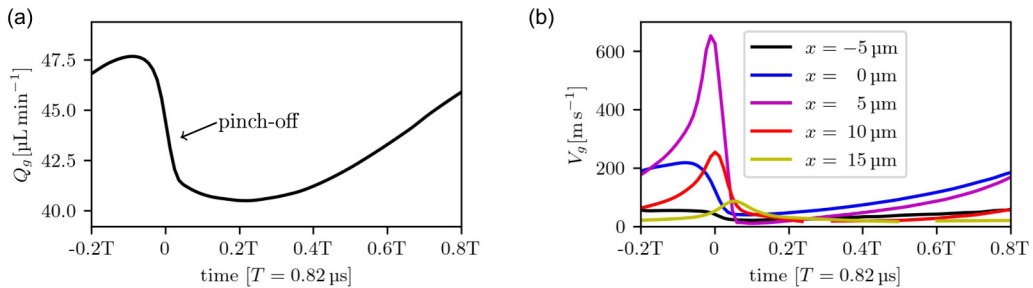 (a)
Q_g [µL min⁻¹]
47.5
45.0
42.5
40.0
pinch-off
-0.2T 0 0.2T 0.4T 0.6T 0.8T
time [T = 0.82 µs]
(b)
V_g [m s⁻¹]
600
400
200
0
x = −5 µm
x = 0 µm
x = 5 µm
x = 10 µm
x = 15 µm
-0.2T 0 0.2T 0.4T 0.6T 0.8T
time [T = 0.82 µs]